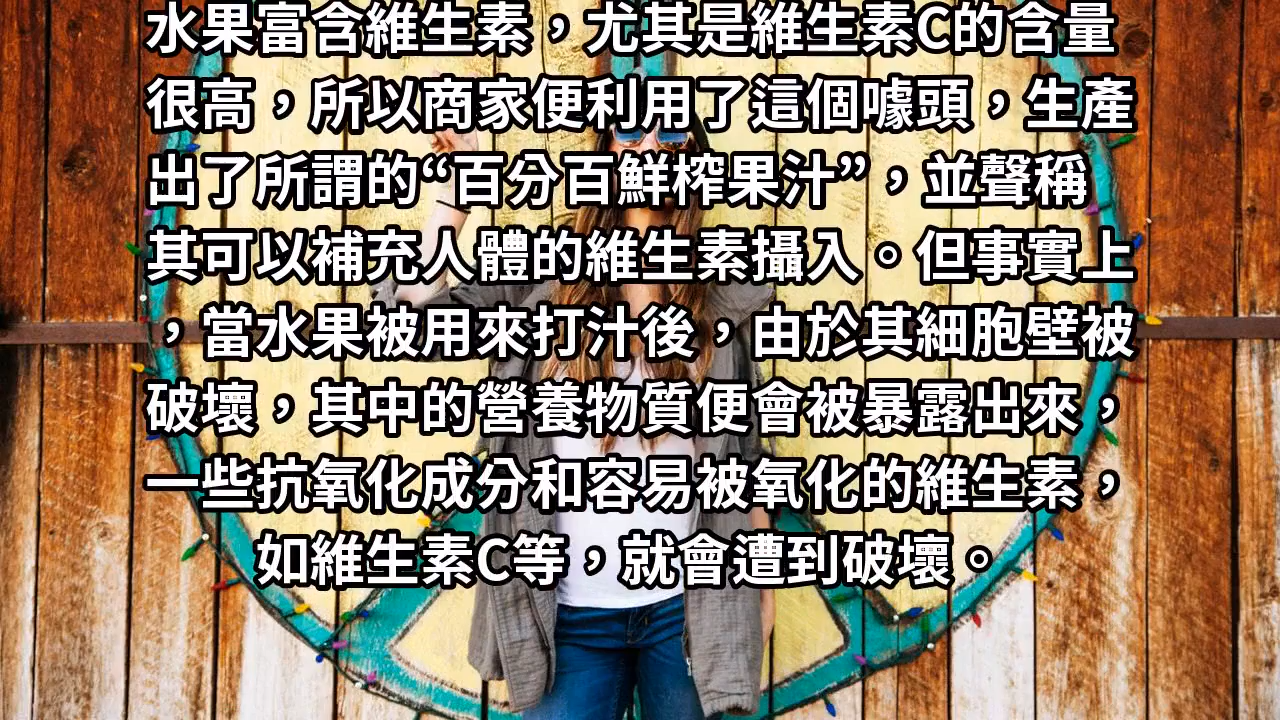 水果富含維生素，尤其是維生素C的含量
很高，所以商家便利用了這個噱頭，生產
出了所謂的“百分百鮮榨果汁”，並聲稱
其可以補充人體的維生素攝入。但事實上
，當水果被用來打汁後，由於其細胞壁被
破壞，其中的營養物質便會被暴露出來，
一些抗氧化成分和容易被氧化的維生素，
如維生素C等，就會遭到破壞。